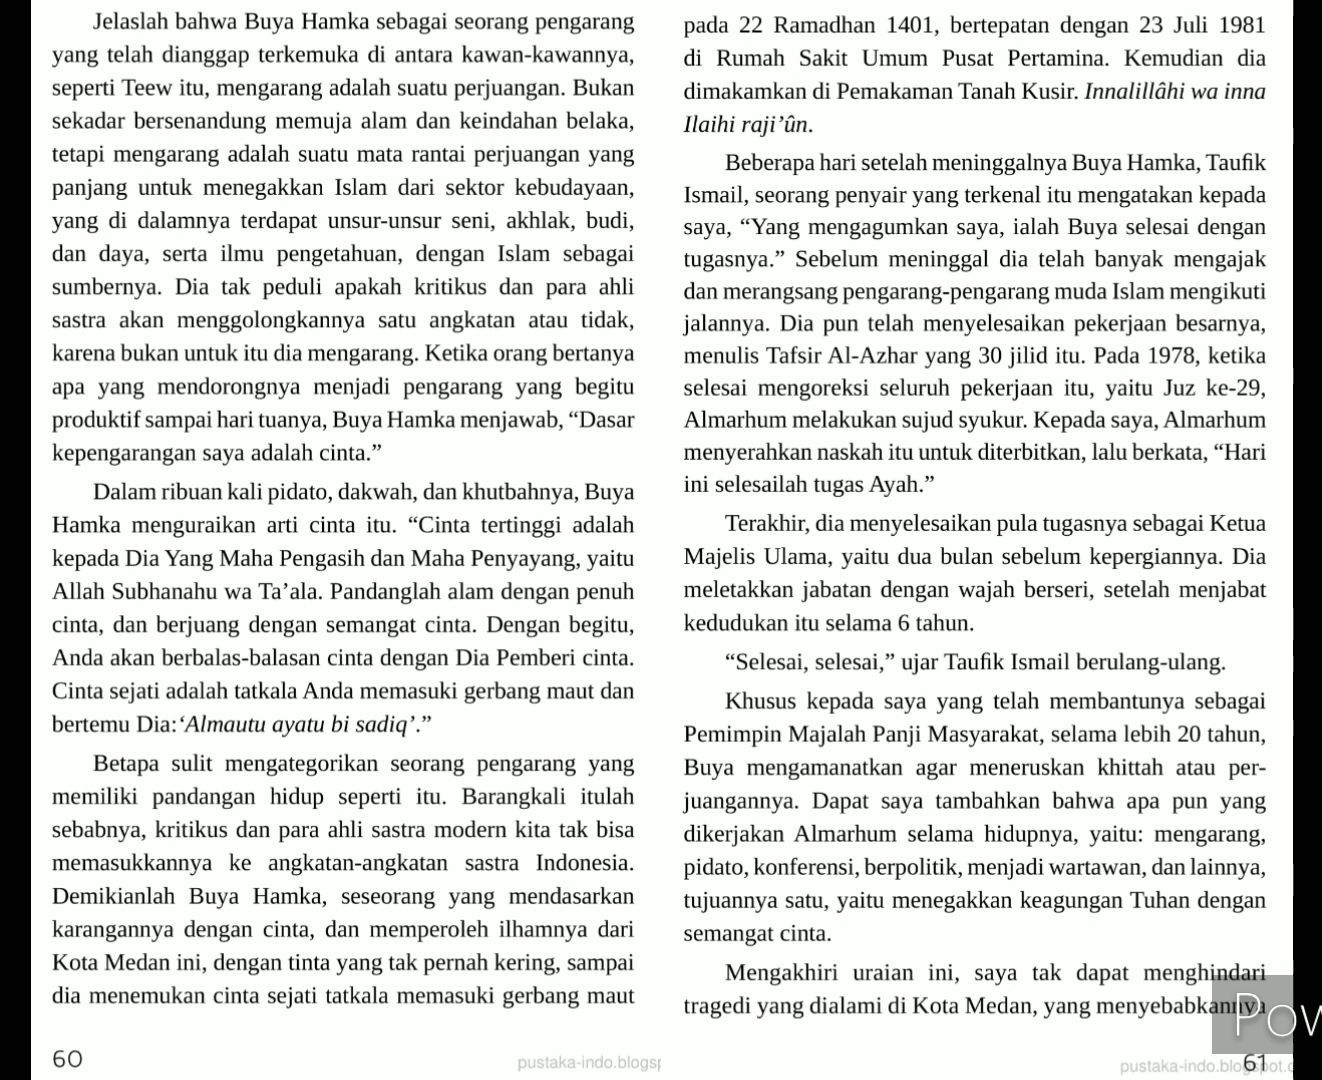 Jelaslah bahwa Buya Hamka sebagai seorang pengarang
yang telah dianggap terkemuka di antara kawan-kawannya,
seperti Teew itu, mengarang adalah suatu perjuangan. Bukan
sekadar bersenandung memuja alam dan keindahan belaka,
tetapi mengarang adalah suatu mata rantai perjuangan yang
panjang untuk menegakkan Islam dari sektor kebudayaan,
yang di dalamnya terdapat unsur-unsur seni, akhlak, budi,
dan daya, serta ilmu pengetahuan, dengan Islam sebagai
sumbernya. Dia tak peduli apakah kritikus dan para ahli
sastra akan menggolongkannya satu angkatan atau tidak,
karena bukan untuk itu dia mengarang. Ketika orang bertanya
apa yang mendorongnya menjadi pengarang yang begitu
produktif sampai hari tuanya, Buya Hamka menjawab, “Dasar
kepengarangan saya adalah cinta.”
Dalam ribuan kali pidato, dakwah, dan khutbahnya, Buya
Hamka menguraikan arti cinta itu. “Cinta tertinggi adalah
kepada Dia Yang Maha Pengasih dan Maha Penyayang, yaitu
Allah Subhanahu wa Ta’ala. Pandanglah alam dengan penuh
cinta, dan berjuang dengan semangat cinta. Dengan begitu,
Anda akan berbalas-balasan cinta dengan Dia Pemberi cinta.
Cinta sejati adalah tatkala Anda memasuki gerbang maut dan
bertemu Dia:‘Almautu ayatu bi sadiq’.”
Betapa sulit mengategorikan seorang pengarang yang
memiliki pandangan hidup seperti itu. Barangkali itulah
sebabnya, kritikus dan para ahli sastra modern kita tak bisa
memasukkannya ke angkatan-angkatan sastra Indonesia.
Demikianlah Buya Hamka, seseorang yang mendasarkan
karangannya dengan cinta, dan memperoleh ilhamnya dari
Kota Medan ini, dengan tinta yang tak pernah kering, sampai
dia menemukan cinta sejati tatkala memasuki gerbang maut
60
pustaka-indo.blogsp
pada 22 Ramadhan 1401, bertepatan dengan 23 Juli 1981
di Rumah Sakit Umum Pusat Pertamina. Kemudian dia
dimakamkan di Pemakaman Tanah Kusir. Innalillâhi wa inna
Ilaihi raji’ûn.
Beberapa hari setelah meninggalnya Buya Hamka, Taufik
Ismail, seorang penyair yang terkenal itu mengatakan kepada
saya, “Yang mengagumkan saya, ialah Buya selesai dengan
tugasnya.” Sebelum meninggal dia telah banyak mengajak
dan merangsang pengarang-pengarang muda Islam mengikuti
jalannya. Dia pun telah menyelesaikan pekerjaan besarnya,
menulis Tafsir Al-Azhar yang 30 jilid itu. Pada 1978, ketika
selesai mengoreksi seluruh pekerjaan itu, yaitu Juz ke-29,
Almarhum melakukan sujud syukur. Kepada saya, Almarhum
menyerahkan naskah itu untuk diterbitkan, lalu berkata, “Hari
ini selesailah tugas Ayah.”
Terakhir, dia menyelesaikan pula tugasnya sebagai Ketua
Majelis Ulama, yaitu dua bulan sebelum kepergiannya. Dia
meletakkan jabatan dengan wajah berseri, setelah menjabat
kedudukan itu selama 6 tahun.
“Selesai, selesai,” ujar Taufik Ismail berulang-ulang.
Khusus kepada saya yang telah membantunya sebagai
Pemimpin Majalah Panji Masyarakat, selama lebih 20 tahun,
Buya mengamanatkan agar meneruskan khittah atau per-
juangannya. Dapat saya tambahkan bahwa apa pun yang
dikerjakan Almarhum selama hidupnya, yaitu: mengarang,
pidato, konferensi, berpolitik, menjadi wartawan, dan lainnya,
tujuannya satu, yaitu menegakkan keagungan Tuhan dengan
semangat cinta.
Mengakhiri uraian ini, saya tak dapat menghindari
tragedi yang dialami di Kota Medan, yang menyebabkannya
Pow
61
pustaka-indo.blogspot.c